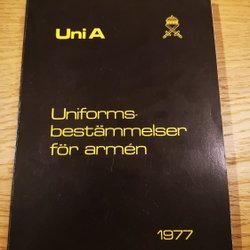 Uni A
Uniforms-
bestämmelser
för armén
1977